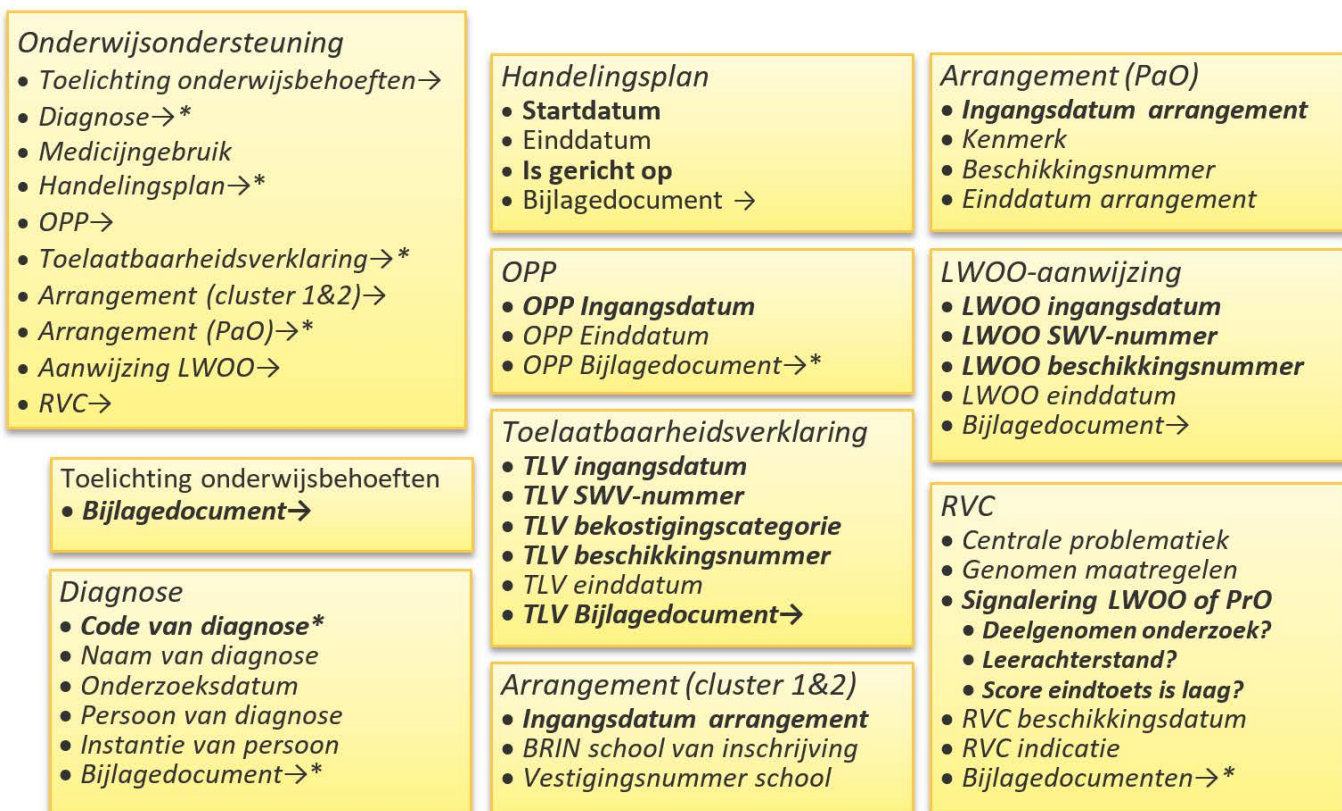 Onderwijsondersteuning
• Toelichting onderwijsbehoeften→
• Diagnose→*
• Medicijngebruik
• Handelingsplan→*
• OPP→
• Toelaatbaarheidsverklaring→*
• Arrangement (cluster 1&2)→
• Arrangement (PaO)→*
• Aanwijzing LWOO→
• RVC→
Toelichting onderwijsbehoeften
• Bijlagedocument→
Diagnose
• Code van diagnose*
• Naam van diagnose
• Onderzoeksdatum
• Persoon van diagnose
• Instantie van persoon
• Bijlagedocument→*
Handelingsplan
• Startdatum
• Einddatum
• Is gericht op
• Bijlagedocument →
OPP
• OPP Ingangsdatum
• OPP Einddatum
• OPP Bijlagedocument→*
Toelaatbaarheidsverklaring
• TLV ingangsdatum
• TLV SWV-nummer
• TLV bekostigingscategorie
• TLV beschikkingsnummer
• TLV einddatum
• TLV Bijlagedocument→
Arrangement (cluster 1&2)
• Ingangsdatum arrangement
• BRIN school van inschrijving
• Vestigingsnummer school
Arrangement (PaO)
• Ingangsdatum arrangement
• Kenmerk
• Beschikkingsnummer
• Einddatum arrangement
LWOO-aanwijzing
• LWOO ingangsdatum
• LWOO SWV-nummer
• LWOO beschikkingsnummer
• LWOO einddatum
• Bijlagedocument→
RVC
• Centrale problematiek
• Genomen maatregelen
• Signalering LWOO of PrO
• Deelgenomen onderzoek?
• Leerachterstand?
• Score eindtoets is laag?
• RVC beschikkingsdatum
• RVC indicatie
• Bijlagedocumenten→*